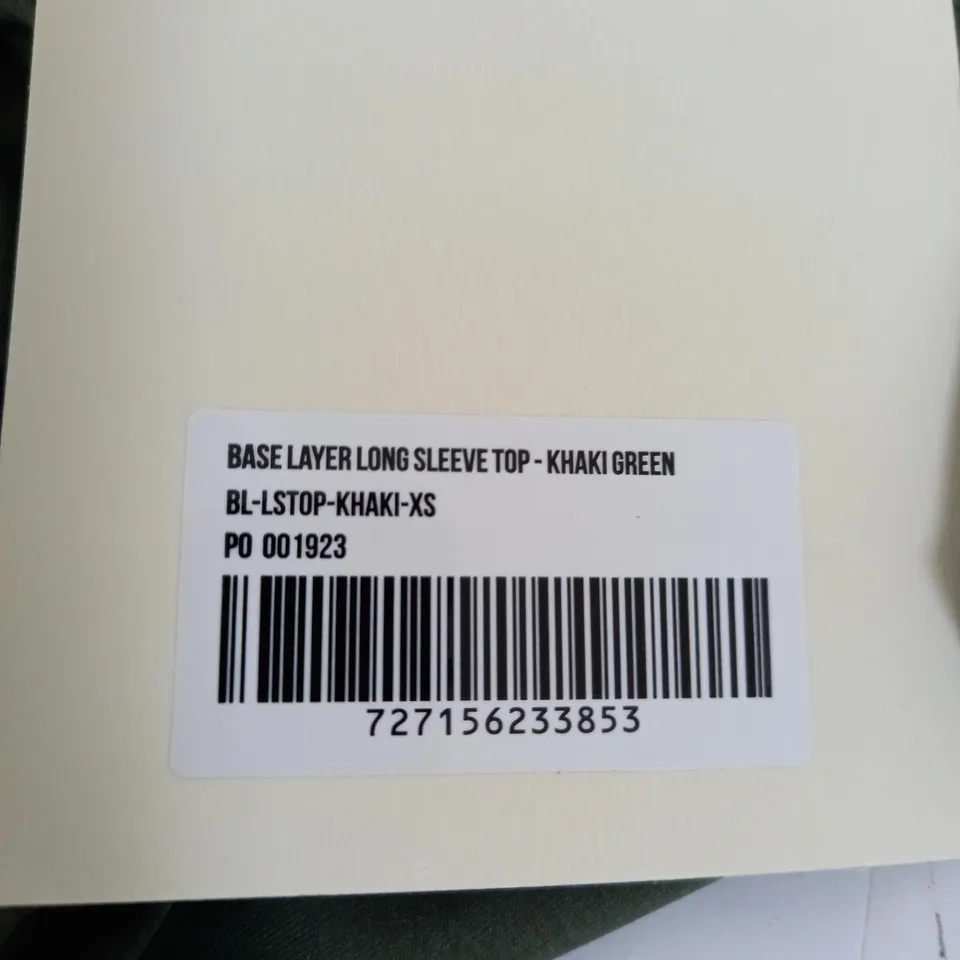 BASE LAYER LONG SLEEVE TOP - KHAKI GREEN
BL-LSTOP-KHAKI-XS
PO 001923
727156233853